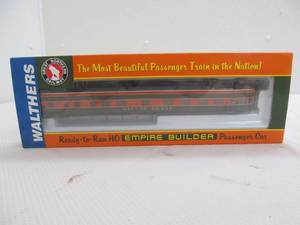 WALTHERS
The Most Beautiful Passenger Train in the Nation!
Ready-to-Run HO EMPIRE BUILDER Passenger Car